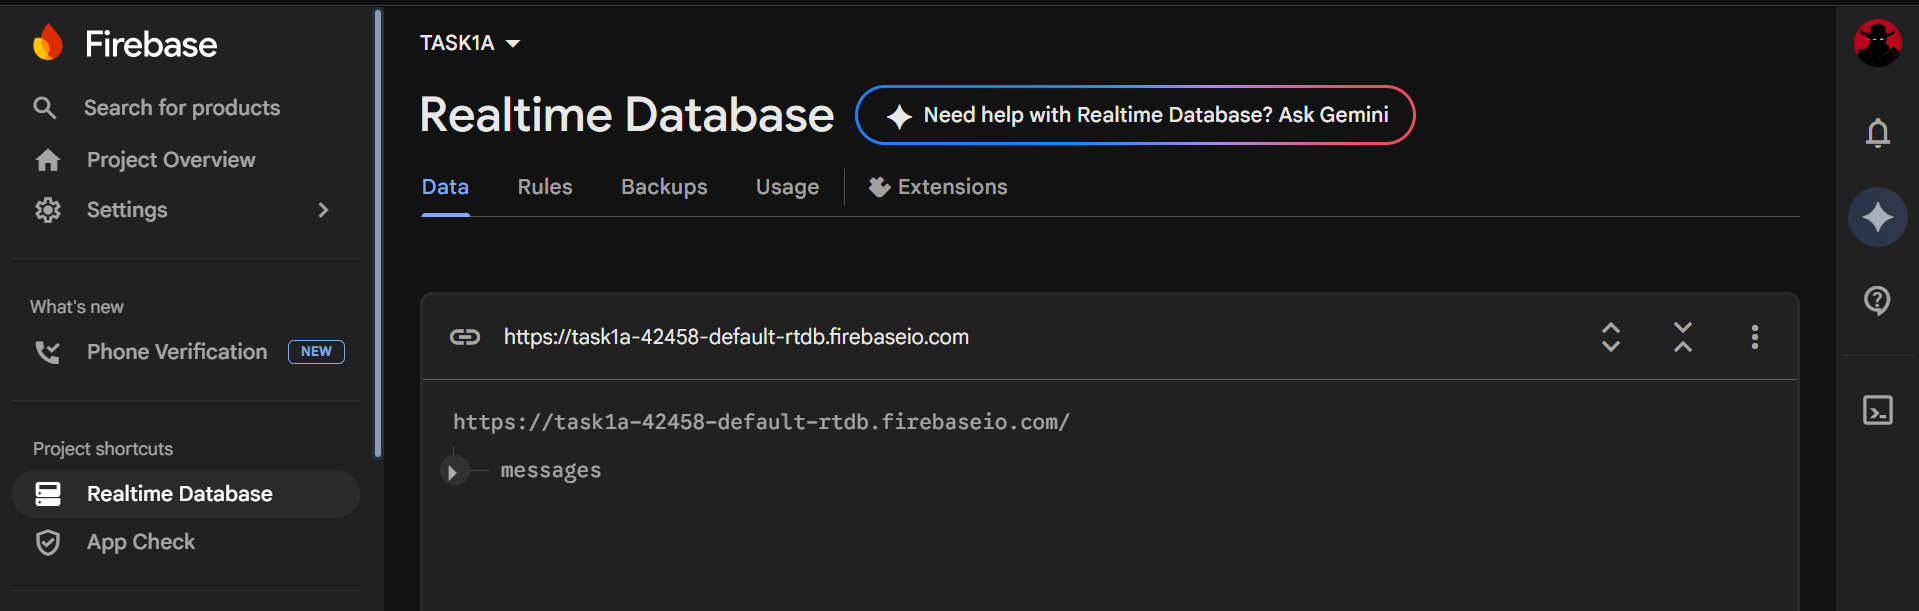 Firebase
Search for products
Project Overview
Settings
What's new
Phone Verification NEW
Project shortcuts
Realtime Database
App Check
TASK1A
Realtime Database
Need help with Realtime Database? Ask Gemini
Data Rules Backups Usage Extensions
https://task1a-42458-default-rtdb.firebaseio.com
https://task1a-42458-default-rtdb.firebaseio.com/
messages